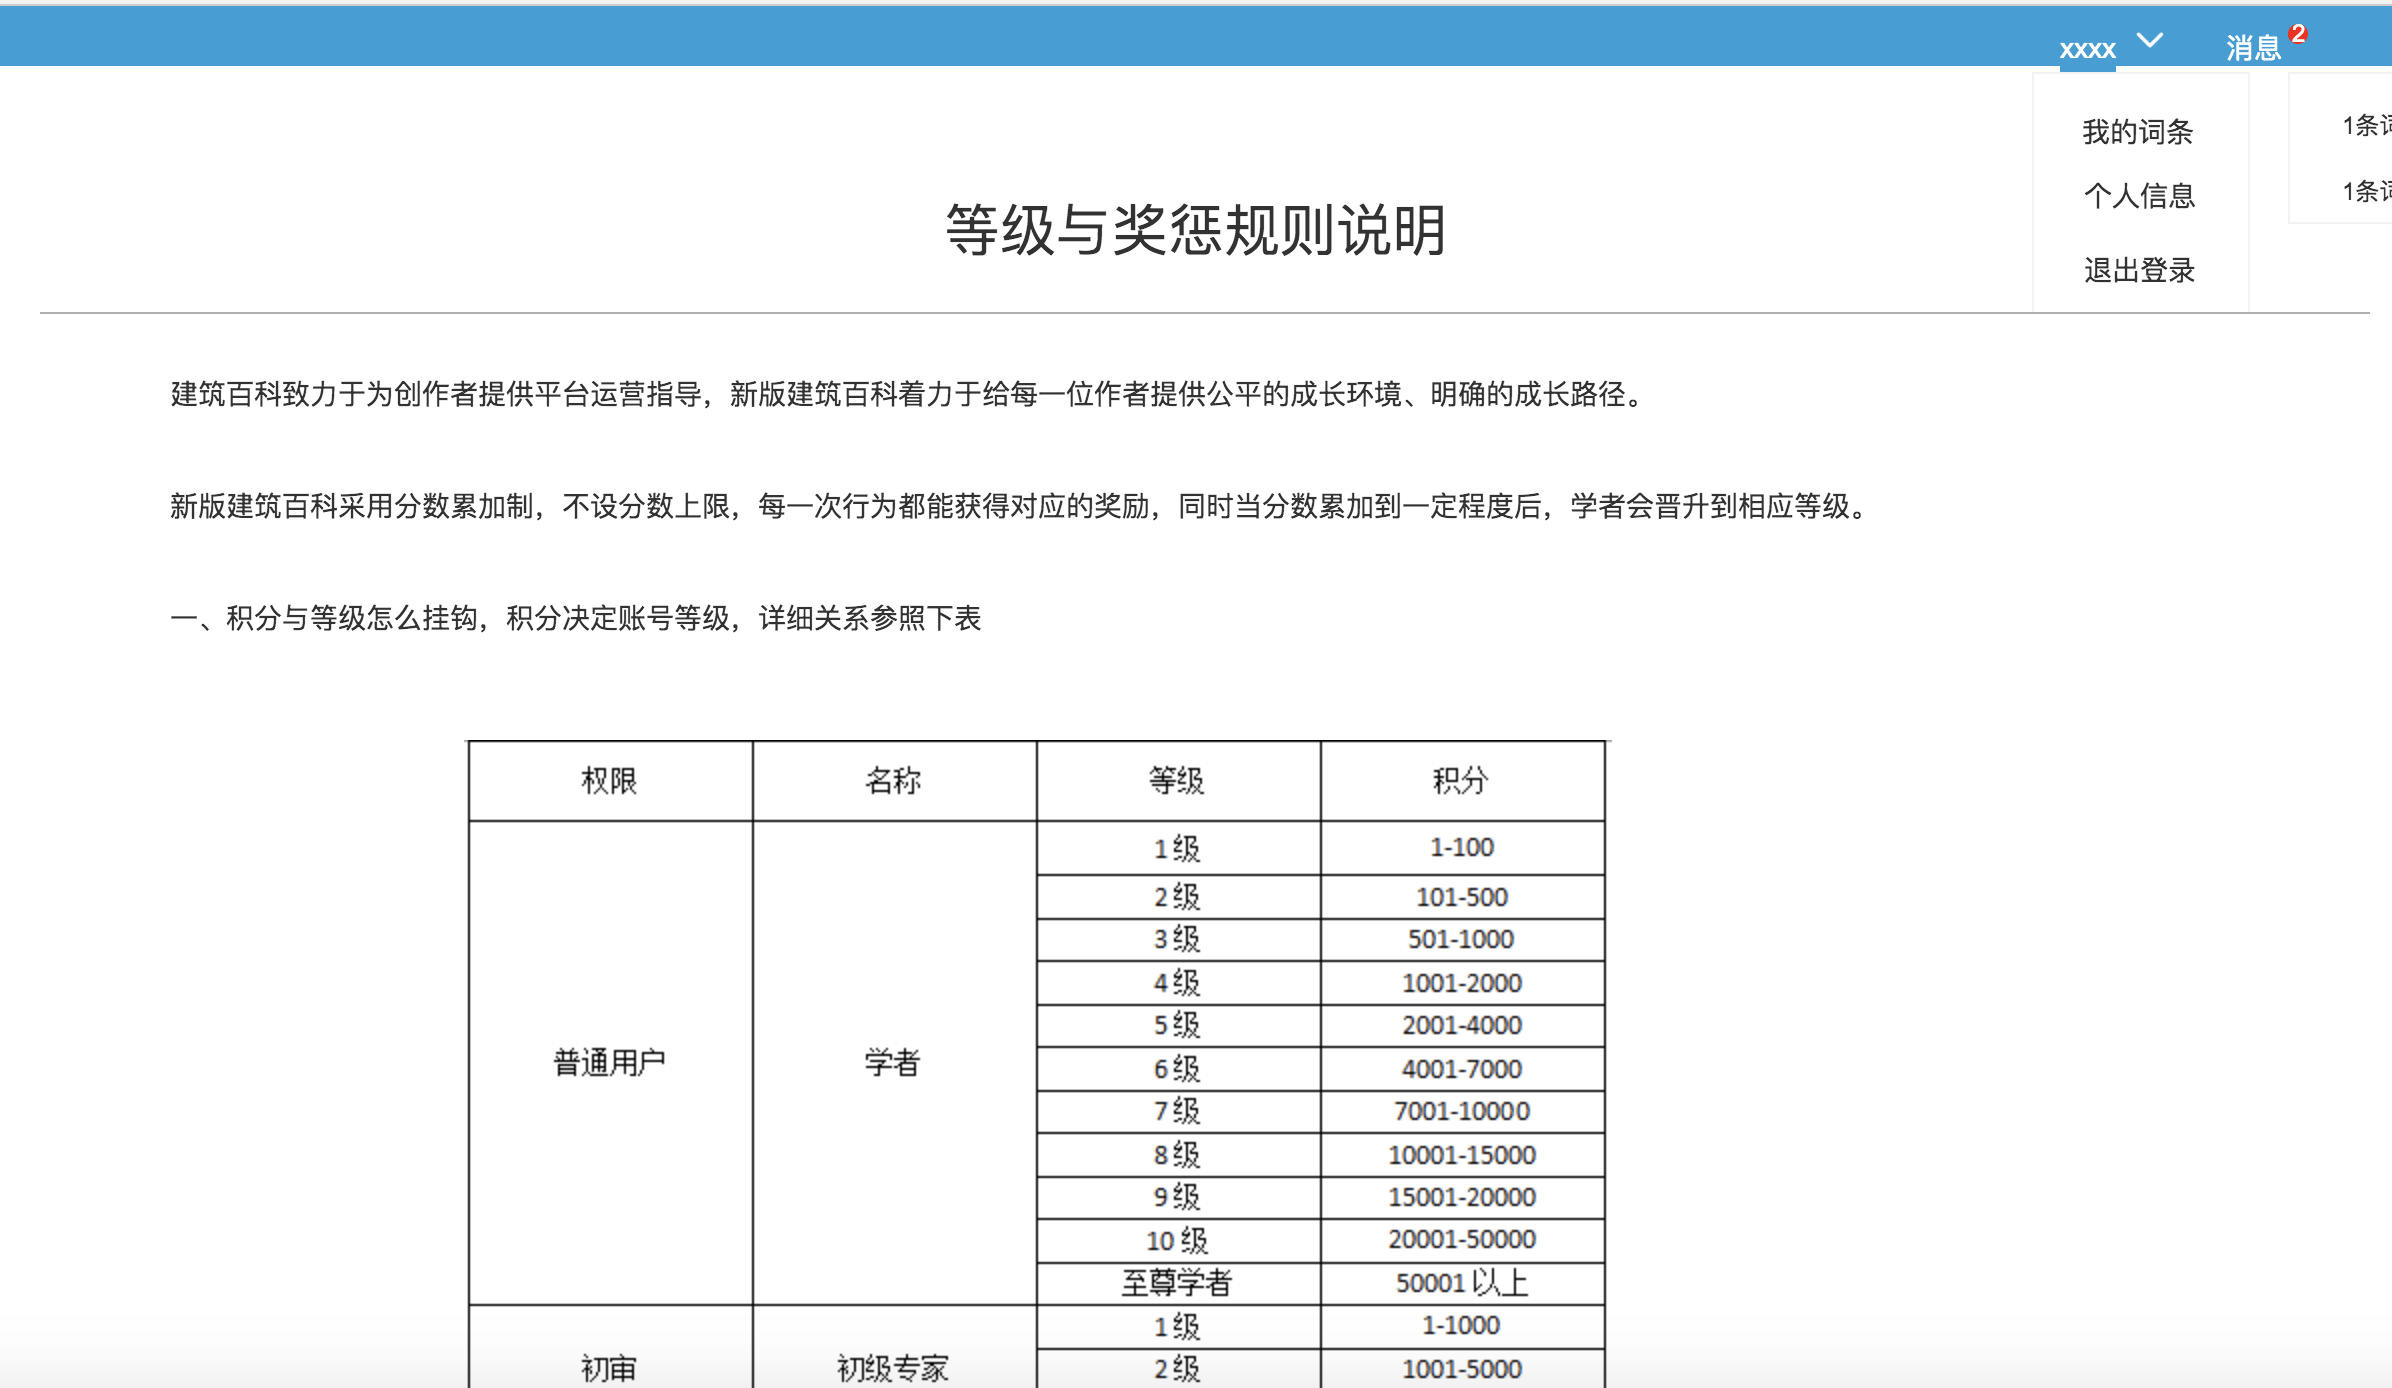 xxxx 消息 2
我的词条
个人信息
退出登录
1条
1条
等级与奖惩规则说明
建筑百科致力于为创作者提供平台运营指导，新版建筑百科着力于给每一位作者提供公平的成长环境、明确的成长路径。
新版建筑百科采用分数累加制，不设分数上限，每一次行为都能获得对应的奖励，同时当分数累加到一定程度后，学者会晋升到相应等级。
一、积分与等级怎么挂钩，积分决定账号等级，详细关系参照下表
权限 名称 等级 积分
1 级 1-100
2 级 101-500
3 级 501-1000
4 级 1001-2000
5 级 2001-4000
普通用户 学者 6 级 4001-7000
7 级 7001-10000
8 级 10001-15000
9 级 15001-20000
10 级 20001-50000
至尊学者 50001 以上
1 级 1-1000
初审 初级专家 2 级 1001-5000